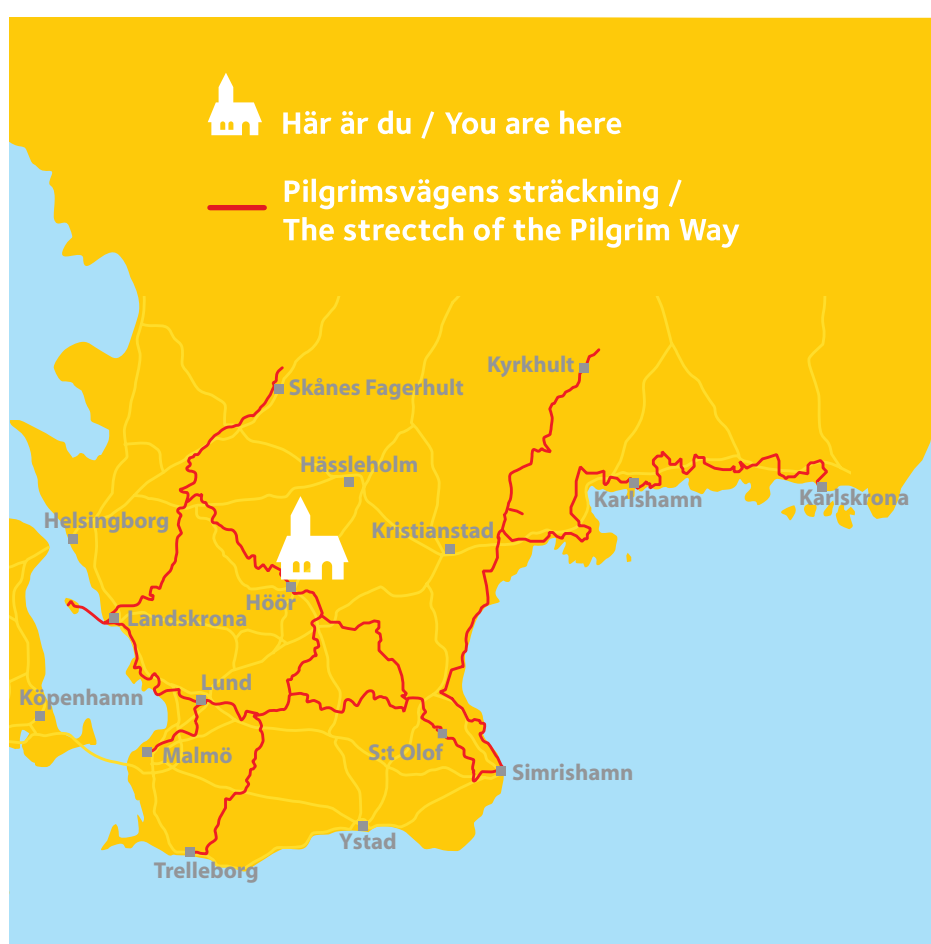 Här är du / You are here
Pilgrimsvägens sträckning /
The strectch of the Pilgrim Way
Kyrkhult
Skånes Fagerhult
Hässleholm
Karlshamn
Karlskrona
Helsingborg
Kristianstad
Höör
Landskrona
Lund
Köpenhamn
Malmö
S:t Olof
Simrishamn
Ystad
Trelleborg